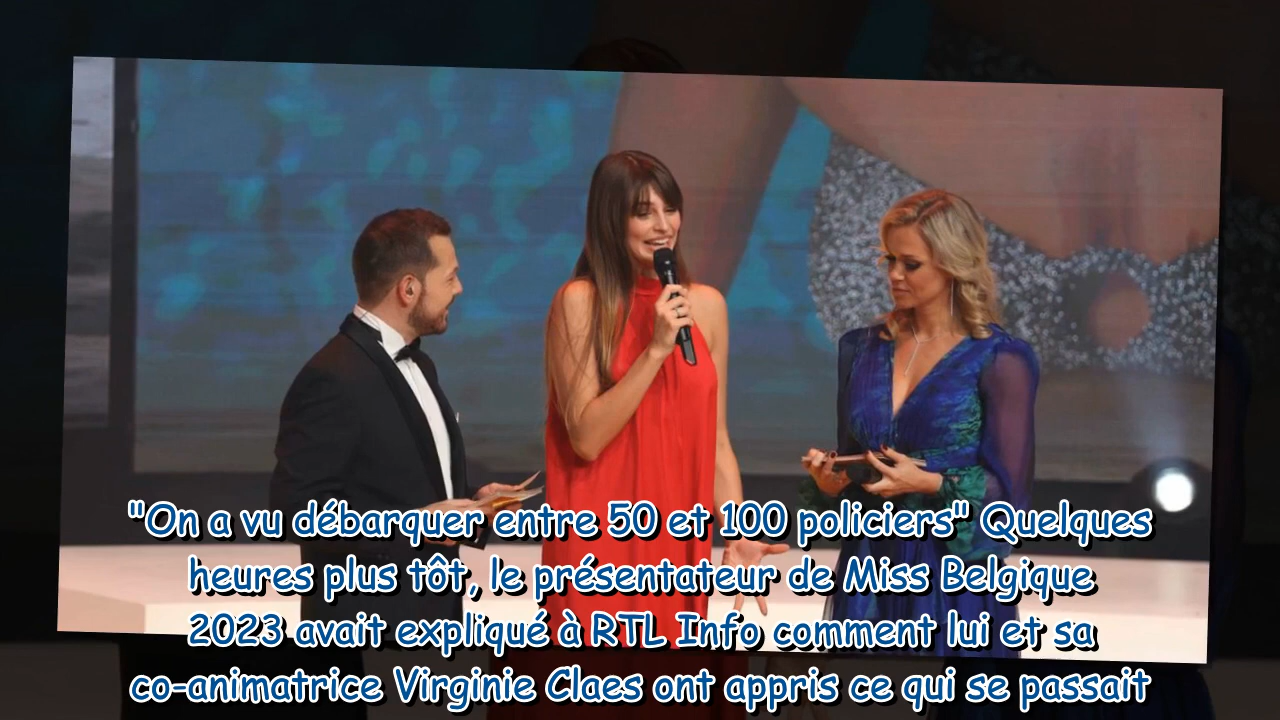 "On a vu débarquer entre 50 et 100 policiers" Quelques
heures plus tôt, le présentateur de Miss Belgique
2023 avait expliqué à RTL Info comment lui et sa
co-animatrice Virginie Claes ont appris ce qui se passait